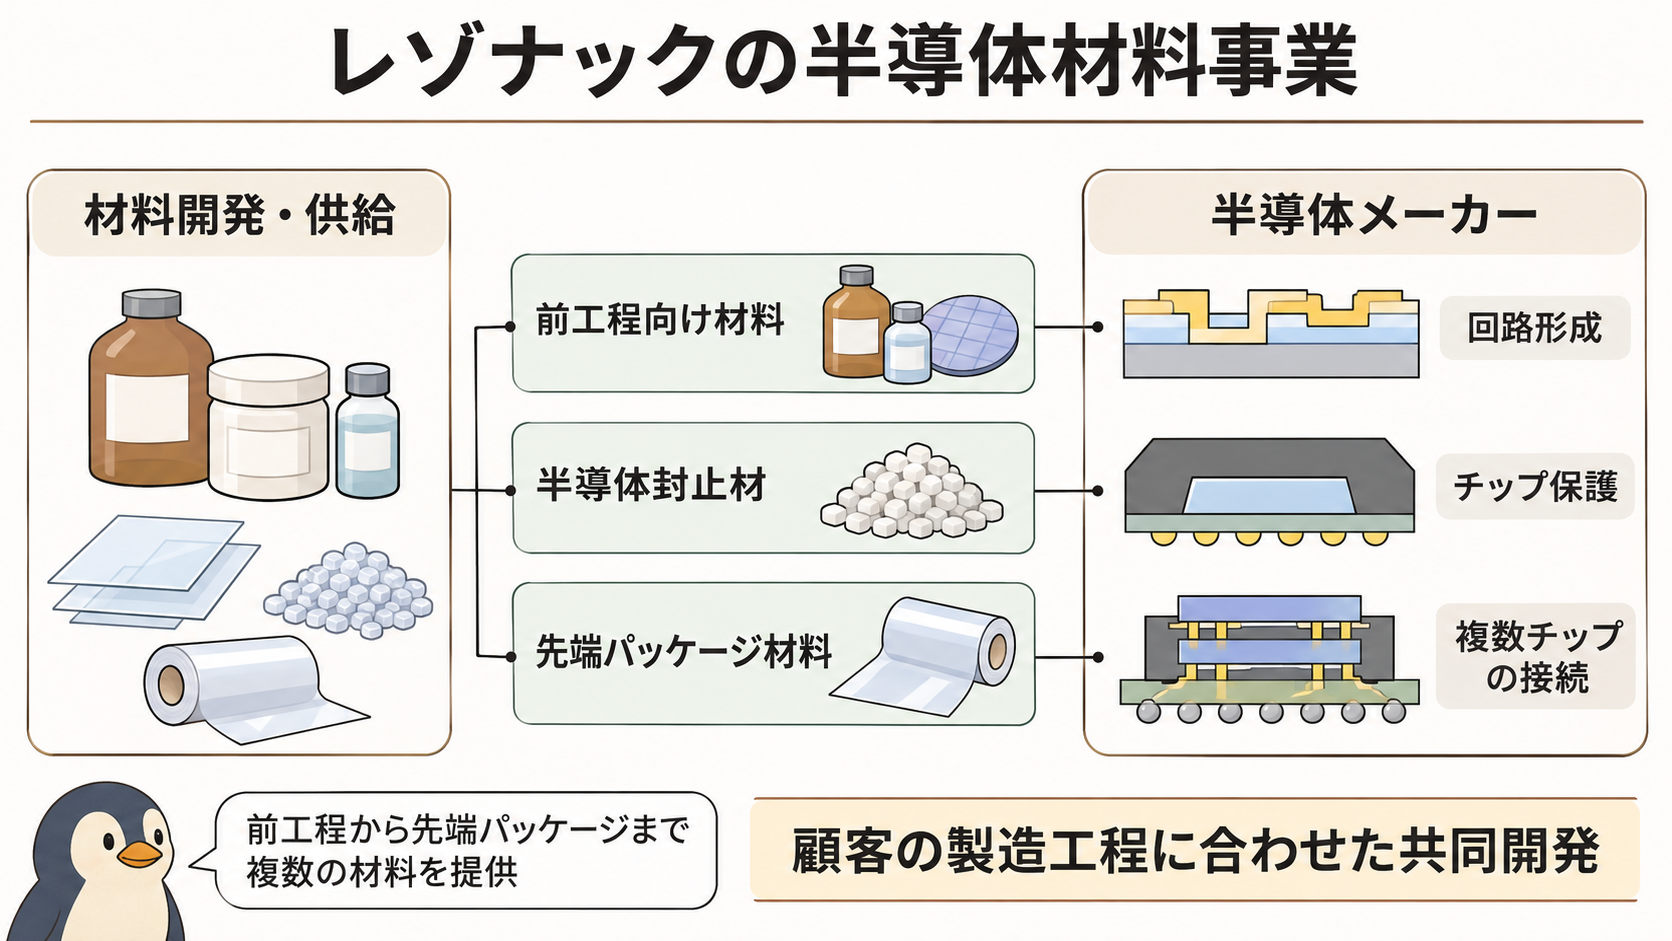 レゾナックの半導体材料事業
材料開発・供給
前工程向け材料
半導体封止材
先端パッケージ材料
半導体メーカー
回路形成
チップ保護
複数チップ
の接続
前工程から先端パッケージまで
複数の材料を提供
顧客の製造工程に合わせた共同開発